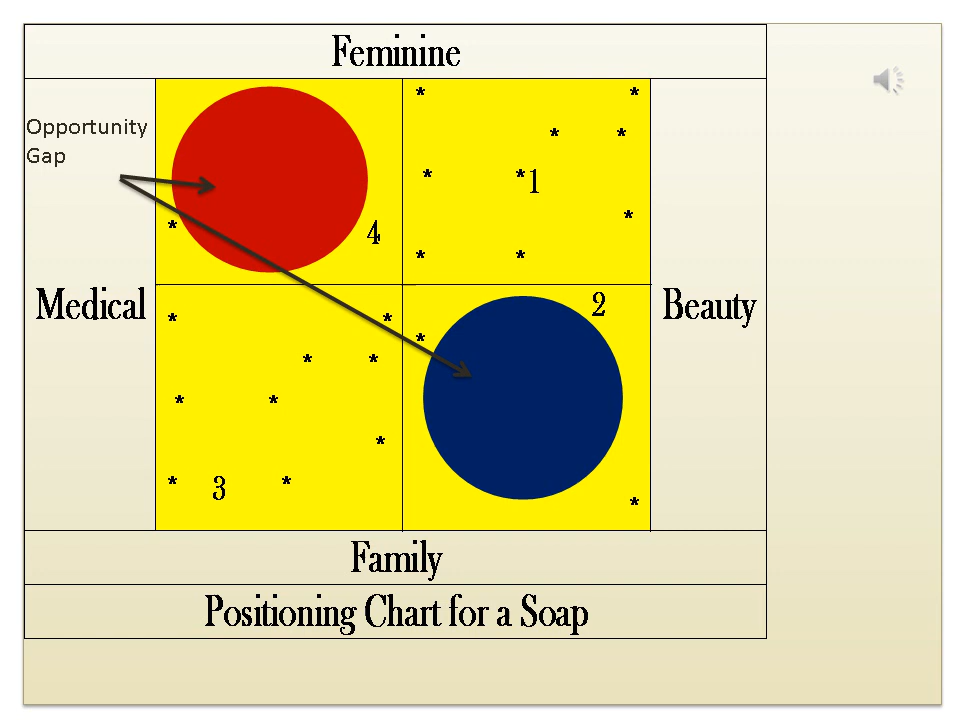 Feminine
Opportunity
Gap
* *
* *
* * 1
*
* 4
* *
Medical
Beauty
2
* *
*
* *
* *
*
* 3 *
*
Family
Positioning Chart for a Soap